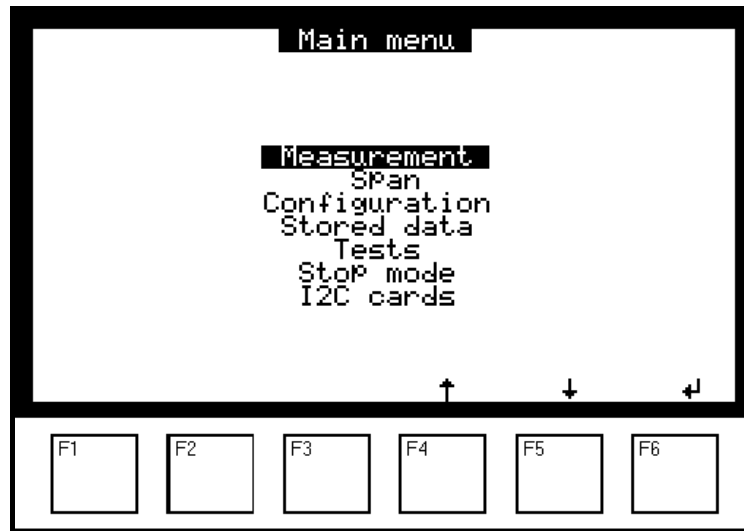 Main menu
Measurement
Span
Configuration
Stored data
Tests
Stop mode
I2C cards
↑ ↓ ↵
F1 F2 F3 F4 F5 F6